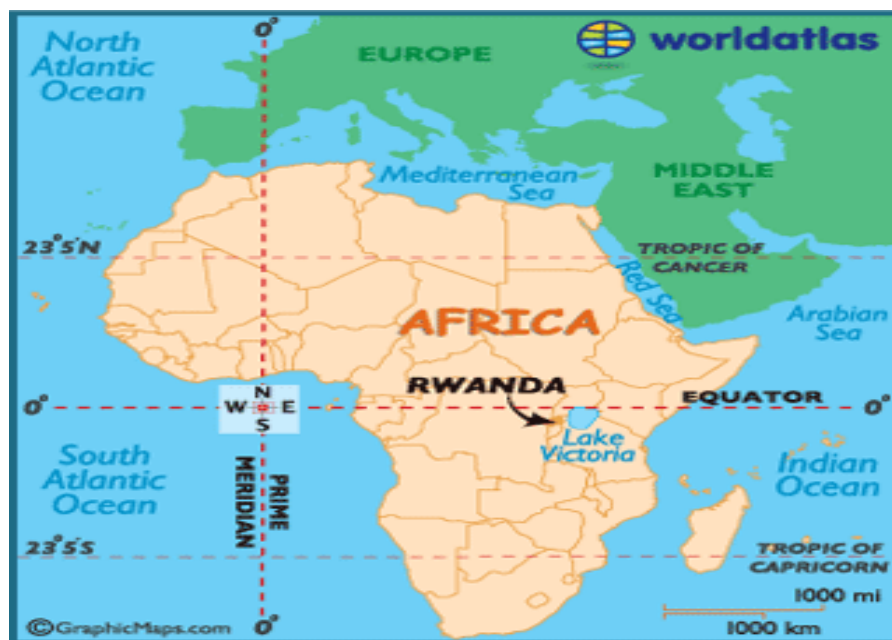 North
Atlantic
Ocean
0°
EUROPE
worldatlas
Mediterranean
Sea
MIDDLE
EAST
23°5'N
TROPIC OF
CANCER
Red Sea
AFRICA
Arabian
Sea
RWANDA
EQUATOR
0°
N
W E
S
0°
Lake
Victoria
South
Atlantic
Ocean
PRIME
MERIDIAN
Indian
Ocean
23°5'S
TROPIC OF
CAPRICORN
1000 mi
1000 km
©GraphicMaps.com
0°